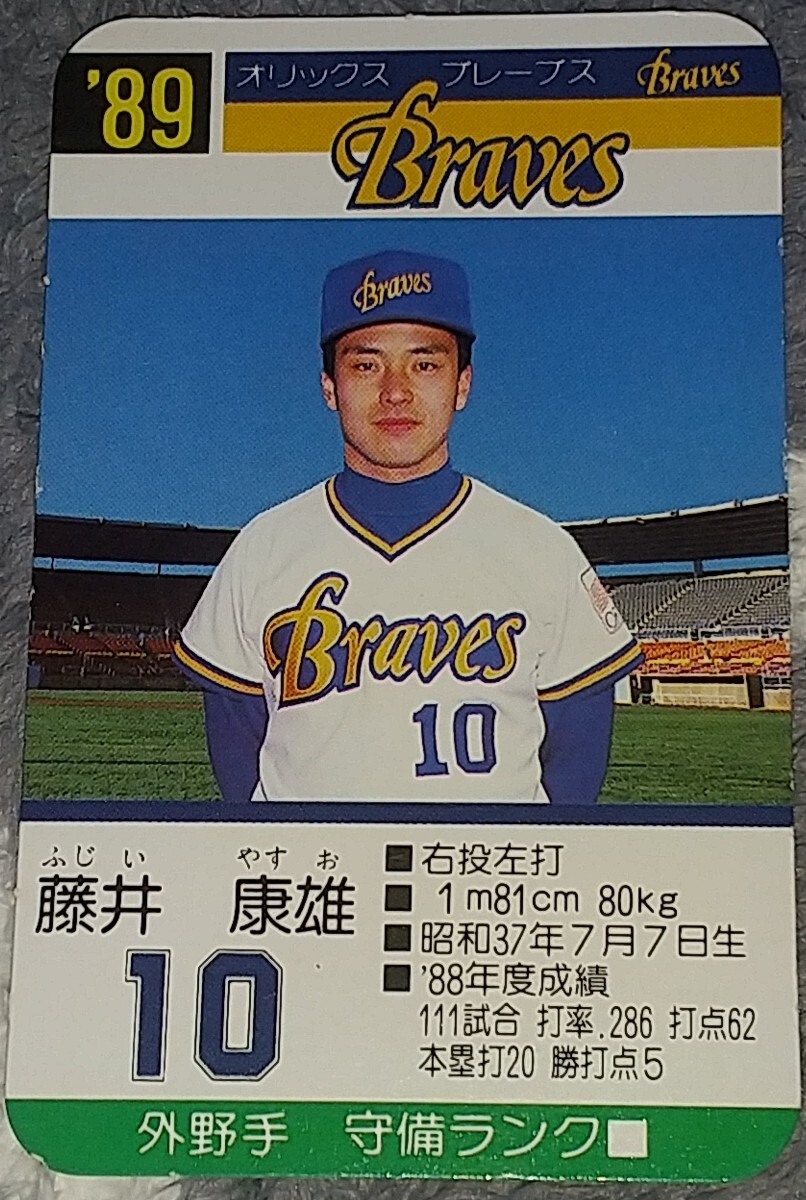 '89
オリックス ブレーブス Braves
Braves
Braves
Braves
10
ふじい やすお
藤井 康雄
10
■右投左打
■1m81cm 80kg
■昭和37年7月7日生
■'88年度成績
111試合 打率.286 打点62
本塁打20 勝打点5
外野手 守備ランク□